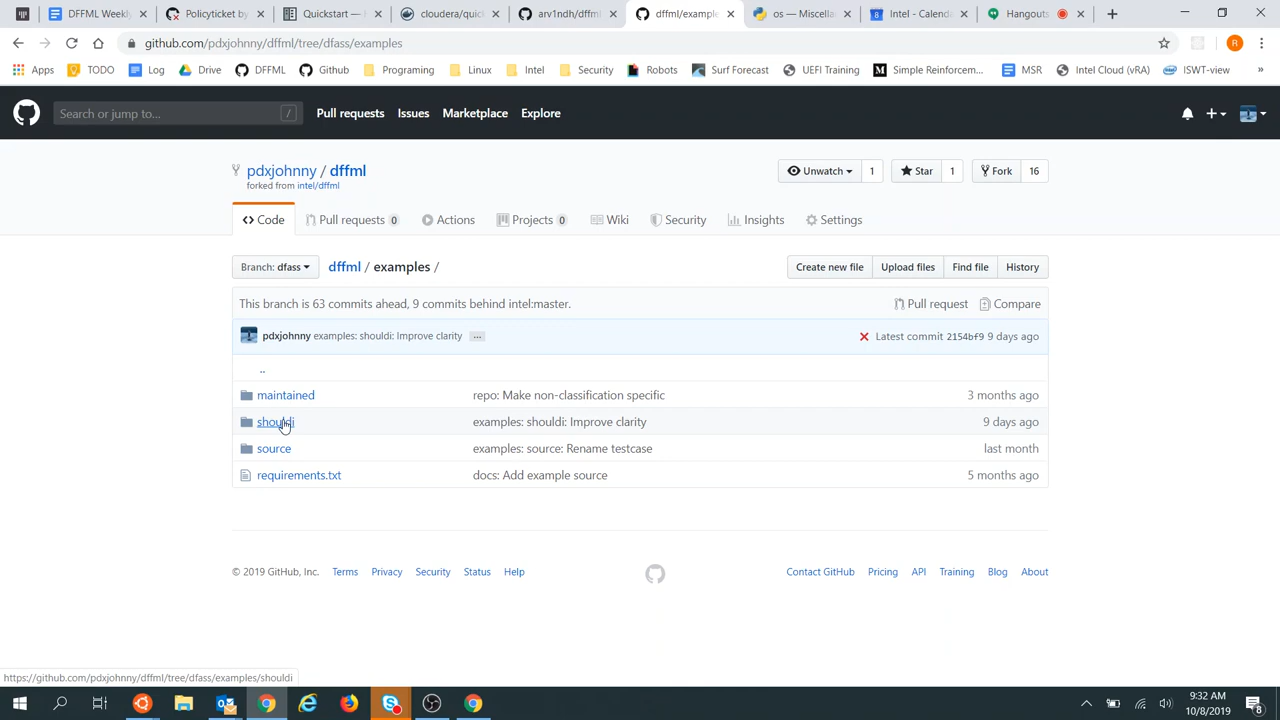 DFFML Weekly
Policyticket by
Quickstart —
cloudera/quick
arv1ndh/dffml
dffml/example
os — Miscella
Intel - Calend
Hangouts
github.com/pdxjohnny/dffml/tree/dfass/examples
R
Apps TODO Log Drive DFFML Github Programing Linux Intel Security Robots Surf Forecast UEFI Training Simple Reinforcem... MSR Intel Cloud (vRA) ISWT-view »
Search or jump to... / Pull requests Issues Marketplace Explore
pdxjohnny / dffml
forked from intel/dffml
Unwatch 1 Star 1 Fork 16
Code Pull requests 0 Actions Projects 0 Wiki Security Insights Settings
Branch: dfass dffml / examples / Create new file Upload files Find file History
This branch is 63 commits ahead, 9 commits behind intel:master. Pull request Compare
pdxjohnny examples: shouldi: Improve clarity ... Latest commit 2154bf9 9 days ago
..
maintained repo: Make non-classification specific 3 months ago
shouldi examples: shouldi: Improve clarity 9 days ago
source examples: source: Rename testcase last month
requirements.txt docs: Add example source 5 months ago
© 2019 GitHub, Inc. Terms Privacy Security Status Help Contact GitHub Pricing API Training Blog About
https://github.com/pdxjohnny/dffml/tree/dfass/examples/shouldi
9:32 AM
10/8/2019
8